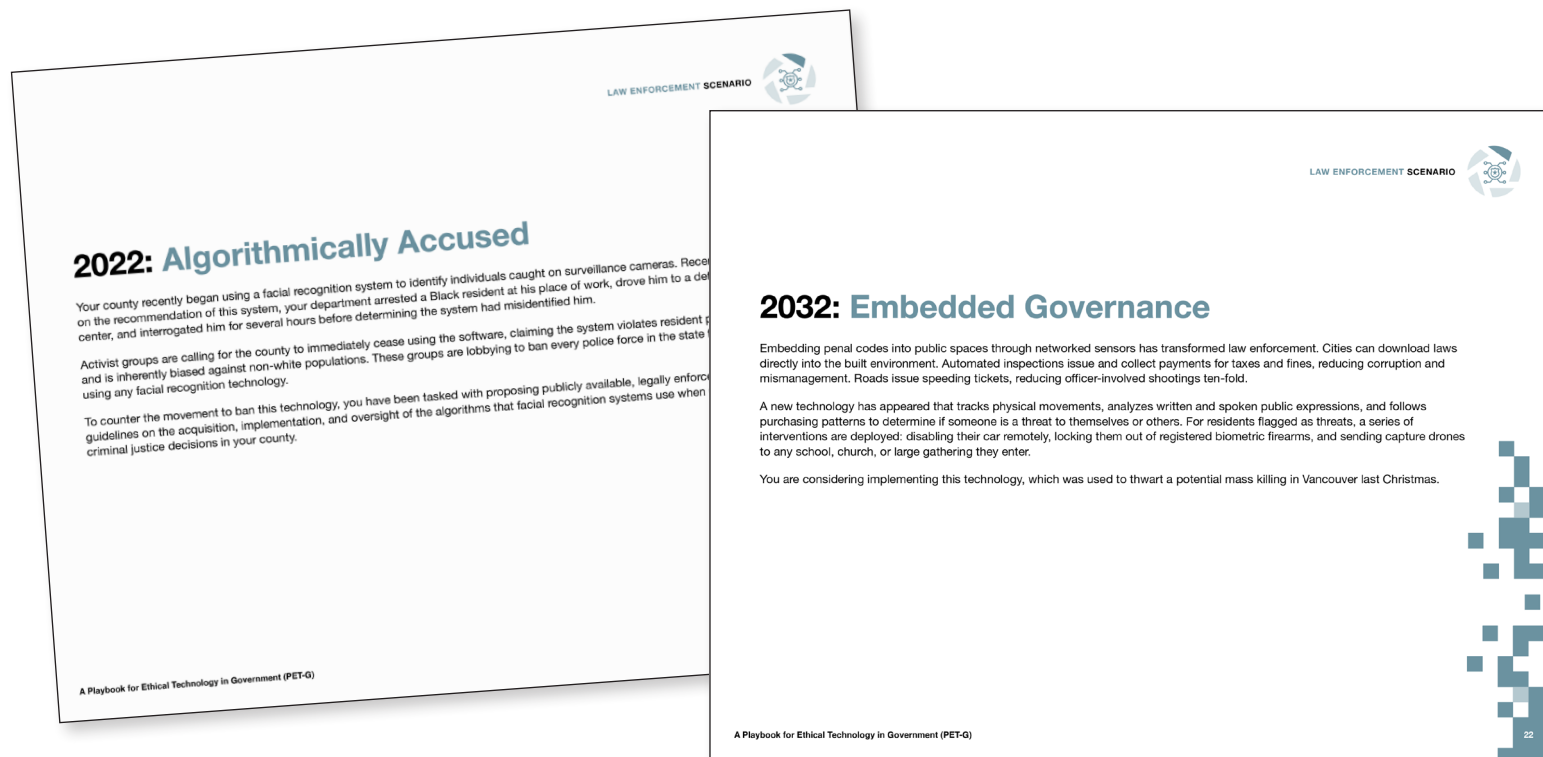 LAW ENFORCEMENT SCENARIO
2022: Algorithmically Accused
Your county recently began using a facial recognition system to identify individuals caught on surveillance cameras.
on the recommendation of this system, your department arrested a Black resident at his place of work, drove him to a
center, and interrogated him for several hours before determining the system had misidentified him.
Activist groups are calling for the county to immediately cease using the software, claiming the system violates resident
and is inherently biased against non-white populations. These groups are lobbying to ban every police force in the state
using any facial recognition technology.
To counter the movement to ban this technology, you have been tasked with proposing publicly available, legally
guidelines on the acquisition, implementation, and oversight of the algorithms that facial recognition systems use when
criminal justice decisions in your county.
A Playbook for Ethical Technology in Government (PET-G)
LAW ENFORCEMENT SCENARIO
2032: Embedded Governance
Embedding penal codes into public spaces through networked sensors has transformed law enforcement. Cities can download laws
directly into the built environment. Automated inspections issue and collect payments for taxes and fines, reducing corruption and
mismanagement. Roads issue speeding tickets, reducing officer-involved shootings ten-fold.
A new technology has appeared that tracks physical movements, analyzes written and spoken public expressions, and follows
purchasing patterns to determine if someone is a threat to themselves or others. For residents flagged as threats, a series of
interventions are deployed: disabling their car remotely, locking them out of registered biometric firearms, and sending capture drones
to any school, church, or large gathering they enter.
You are considering implementing this technology, which was used to thwart a potential mass killing in Vancouver last Christmas.
A Playbook for Ethical Technology in Government (PET-G)
22